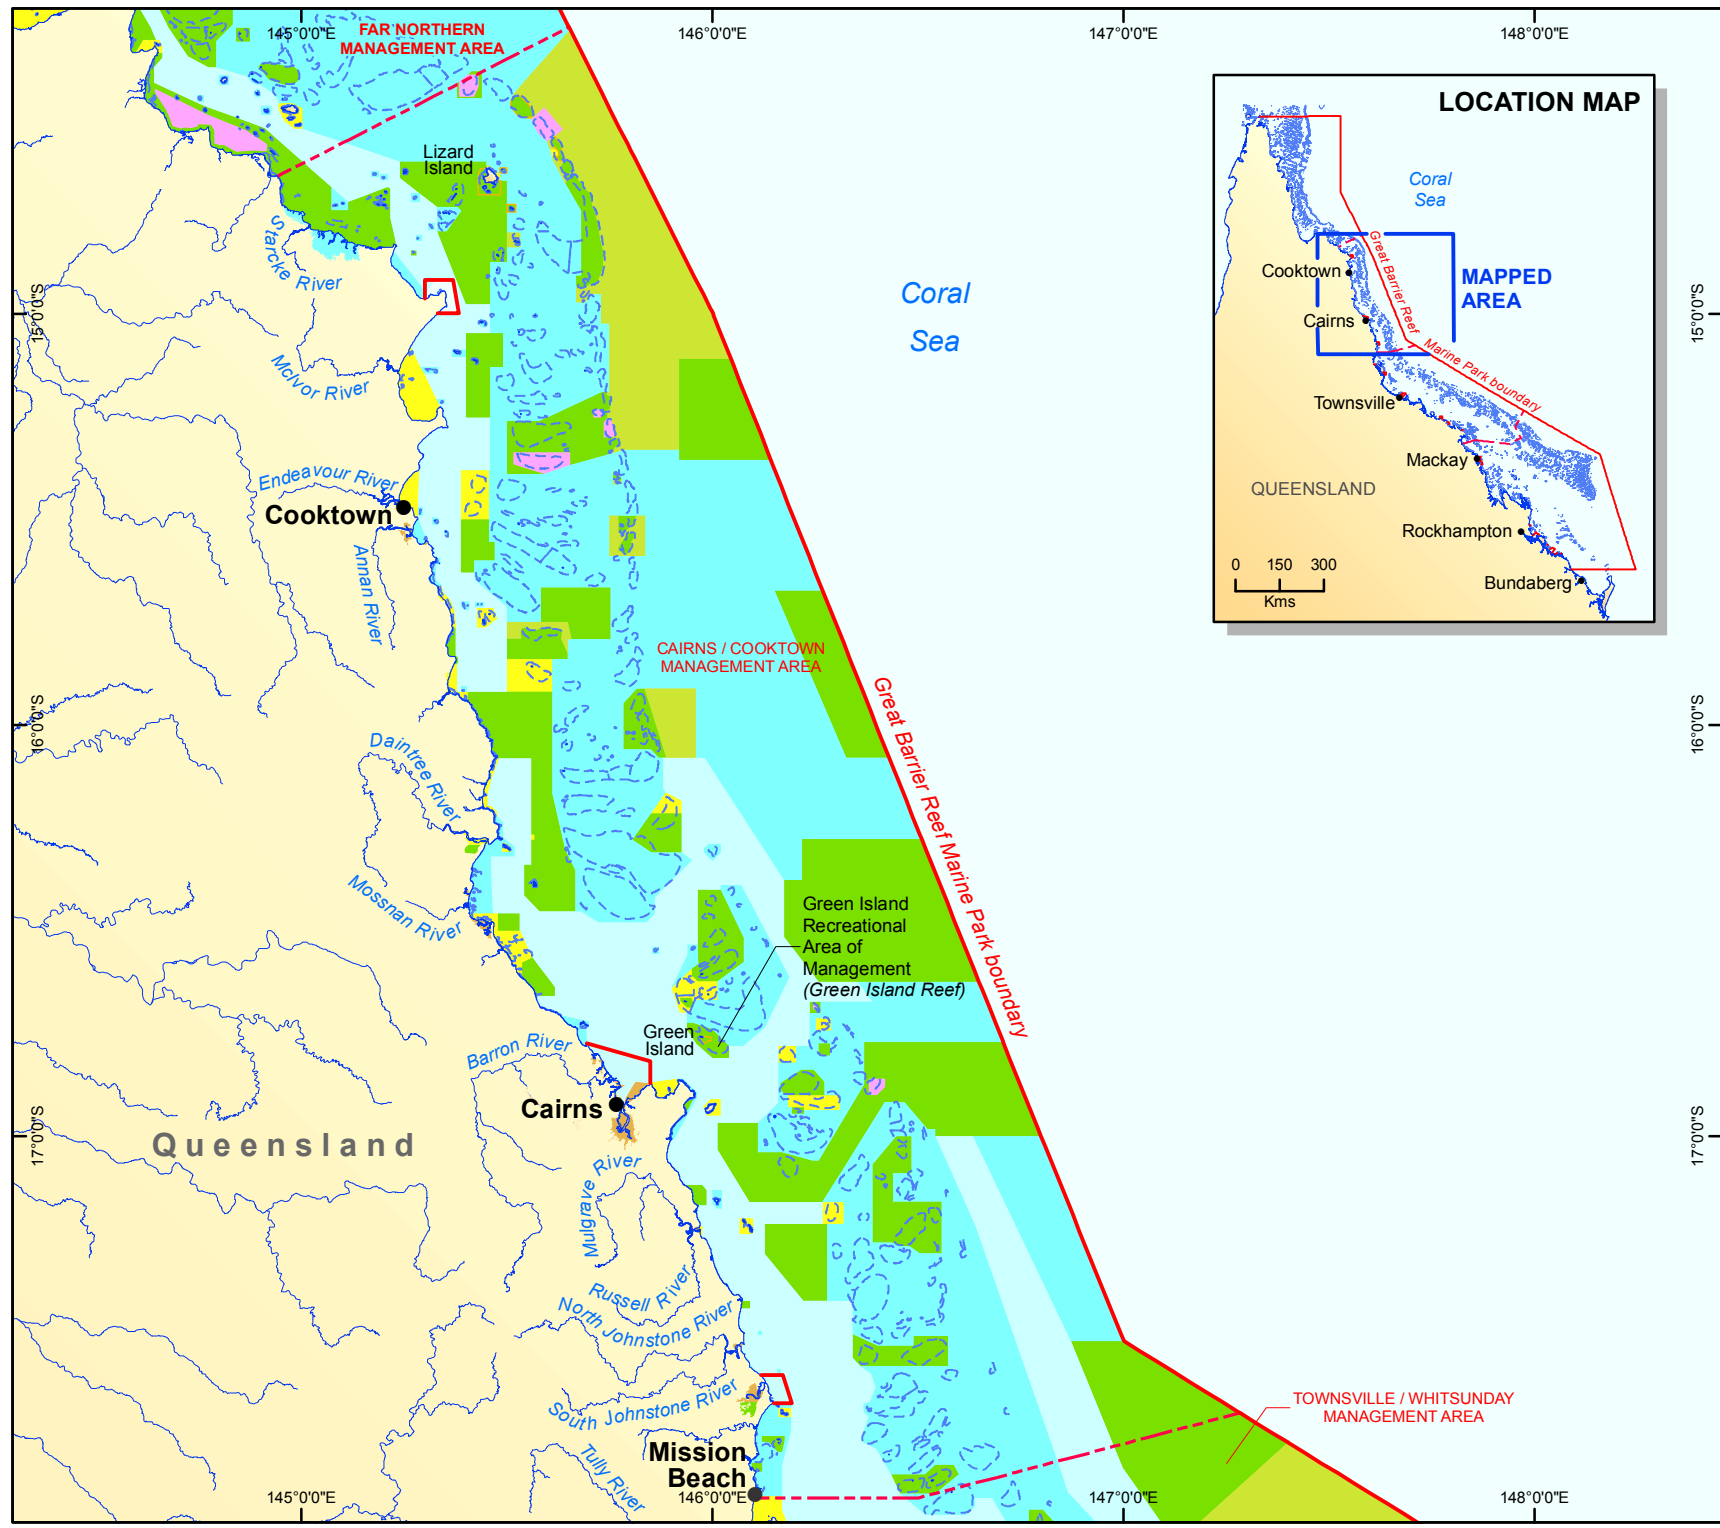 145°0'0"E
146°0'0"E
147°0'0"E
148°0'0"E
FAR NORTHERN
MANAGEMENT AREA
LOCATION MAP
Coral
Sea
Great Barrier Reef
Marine Park boundary
MAPPED
AREA
Cooktown
Cairns
Townsville
Mackay
QUEENSLAND
Rockhampton
Bundaberg
0 150 300
Kms
Lizard
Island
Starcke River
Coral
Sea
15°0'0"S
15°0'0"S
McIvor River
Endeavour River
Cooktown
Annan River
CAIRNS / COOKTOWN
MANAGEMENT AREA
Great Barrier Reef Marine Park boundary
16°0'0"S
16°0'0"S
Daintree River
Mossnan River
Green Island
Recreational
Area of
Management
(Green Island Reef)
Green
Island
Barron River
Cairns
Queensland
17°0'0"S
17°0'0"S
Mulgrave River
Russell River
North Johnstone River
South Johnstone River
TOWNSVILLE / WHITSUNDAY
MANAGEMENT AREA
Mission
Beach
Tully River
145°0'0"E
146°0'0"E
147°0'0"E
148°0'0"E